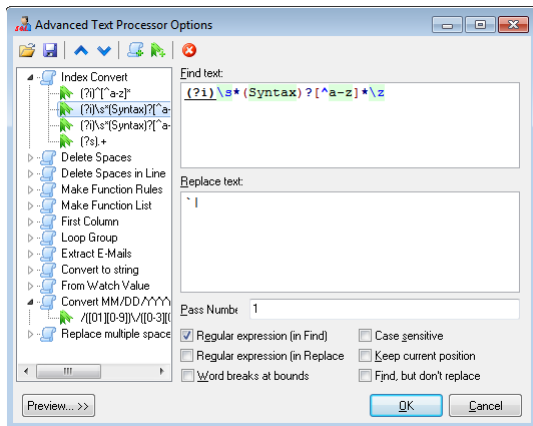 Advanced Text Processor Options
Index Convert
(?i)^[^a-z]*
(?i)\s*(Syntax)?[^a-
(?i)\s*(Syntax)?[^a-
(?s).+
Delete Spaces
Delete Spaces in Line
Make Function Rules
Make Function List
First Column
Loop Group
Extract E-Mails
Convert to string
From Watch Value
Convert MM/DD/YYYY
/([01][0-9])\/([0-3][0
Replace multiple space
Find text:
(?i)\s*(Syntax)?[^a-z]*\z
Replace text:
`|
Pass Numbe
1
Regular expression (in Find)
Case sensitive
Regular expression (in Replace
Keep current position
Word breaks at bounds
Find, but don't replace
Preview... >>
OK
Cancel